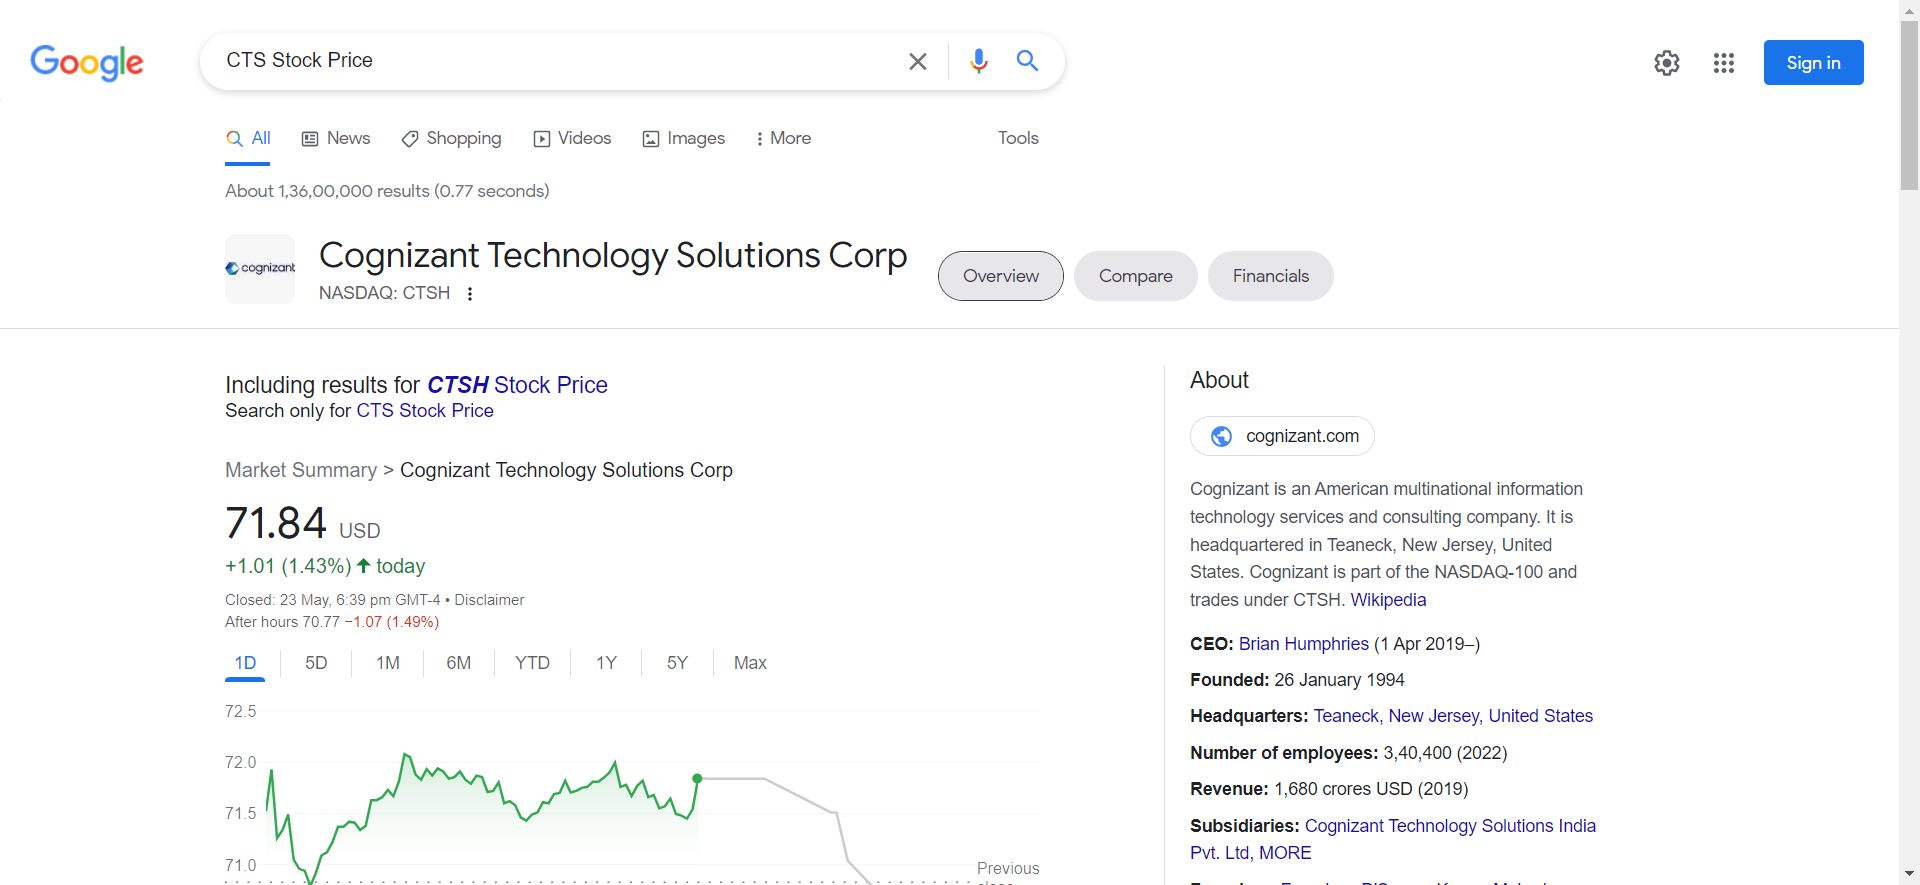 Google
CTS Stock Price
Sign in
All News Shopping Videos Images More Tools
About 1,36,00,000 results (0.77 seconds)
cognizant
Cognizant Technology Solutions Corp
NASDAQ: CTSH
Overview Compare Financials
Including results for CTSH Stock Price
Search only for CTS Stock Price
Market Summary > Cognizant Technology Solutions Corp
71.84 USD
+1.01 (1.43%) today
Closed: 23 May, 6:39 pm GMT-4 • Disclaimer
After hours 70.77 −1.07 (1.49%)
1D 5D 1M 6M YTD 1Y 5Y Max
72.5
72.0
71.5
71.0
Previous
About
cognizant.com
Cognizant is an American multinational information
technology services and consulting company. It is
headquartered in Teaneck, New Jersey, United
States. Cognizant is part of the NASDAQ-100 and
trades under CTSH. Wikipedia
CEO: Brian Humphries (1 Apr 2019–)
Founded: 26 January 1994
Headquarters: Teaneck, New Jersey, United States
Number of employees: 3,40,400 (2022)
Revenue: 1,680 crores USD (2019)
Subsidiaries: Cognizant Technology Solutions India
Pvt. Ltd, MORE